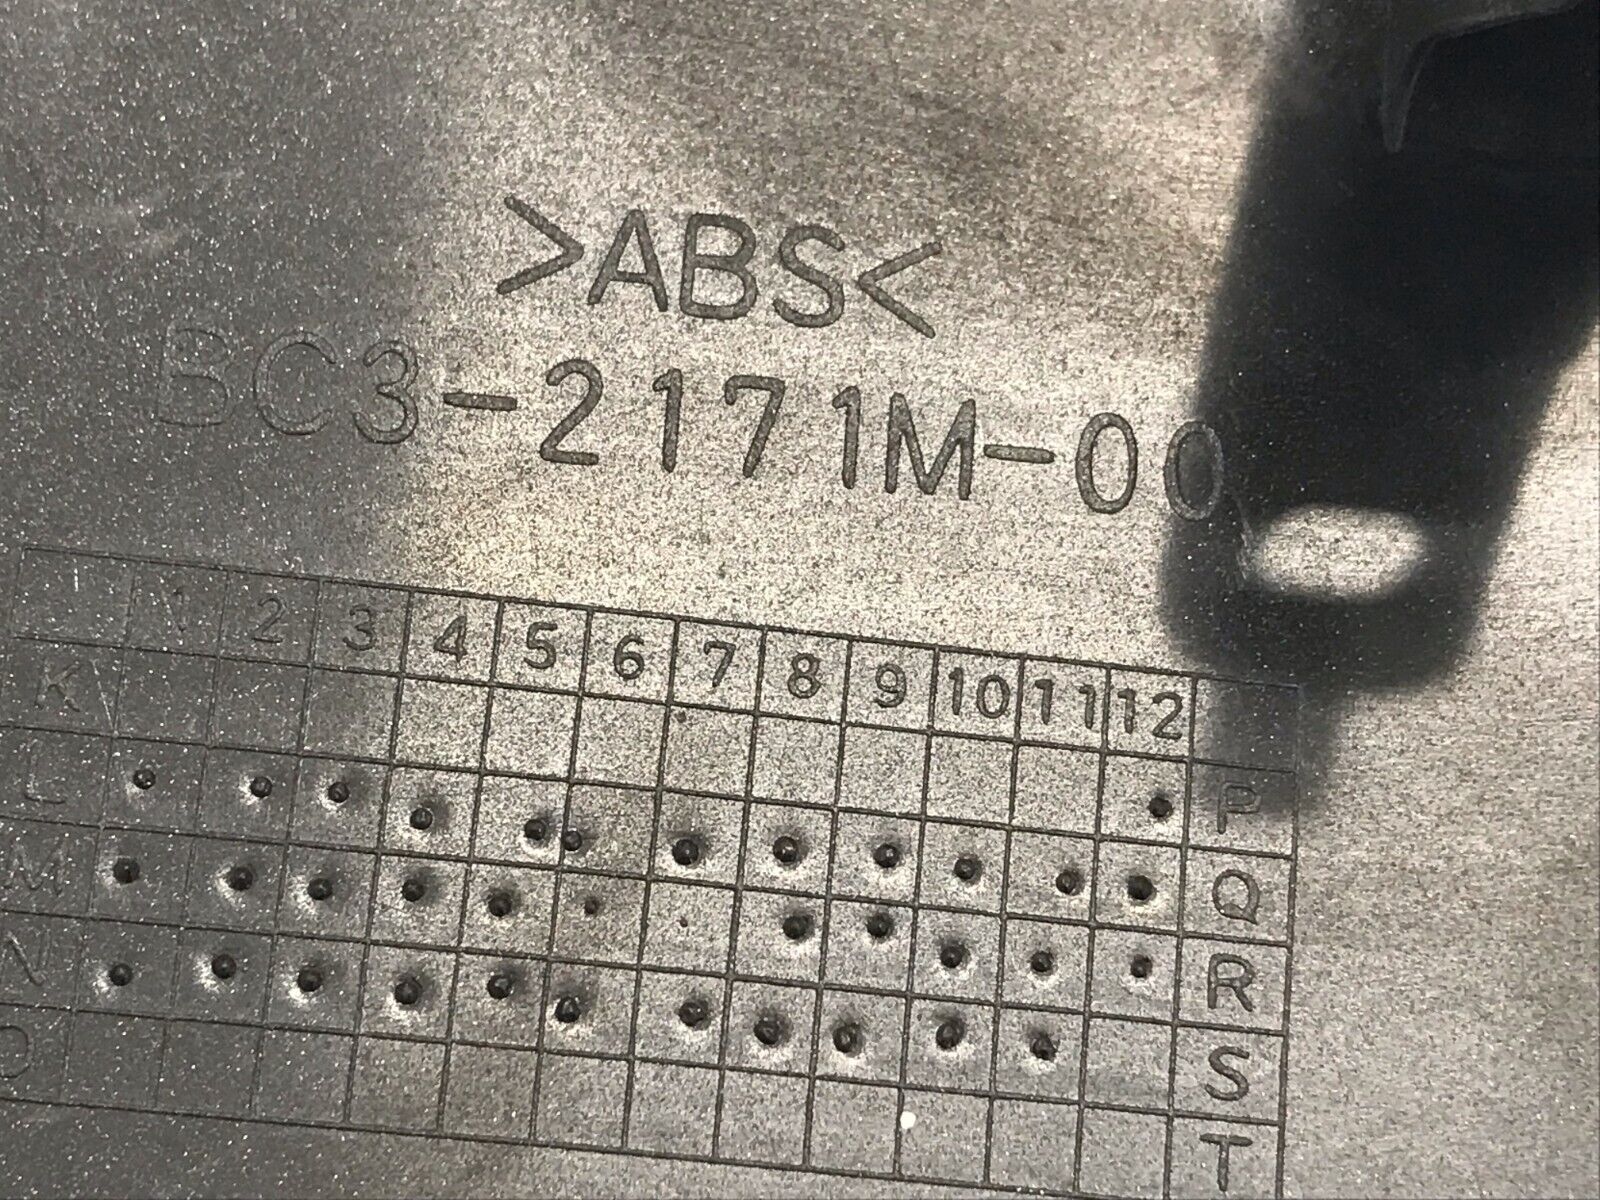 >ABS<
BC3-2171M-00
1 2 3 4 5 6 7 8 9 10 11 12
K P
L Q
M R
N S
O T